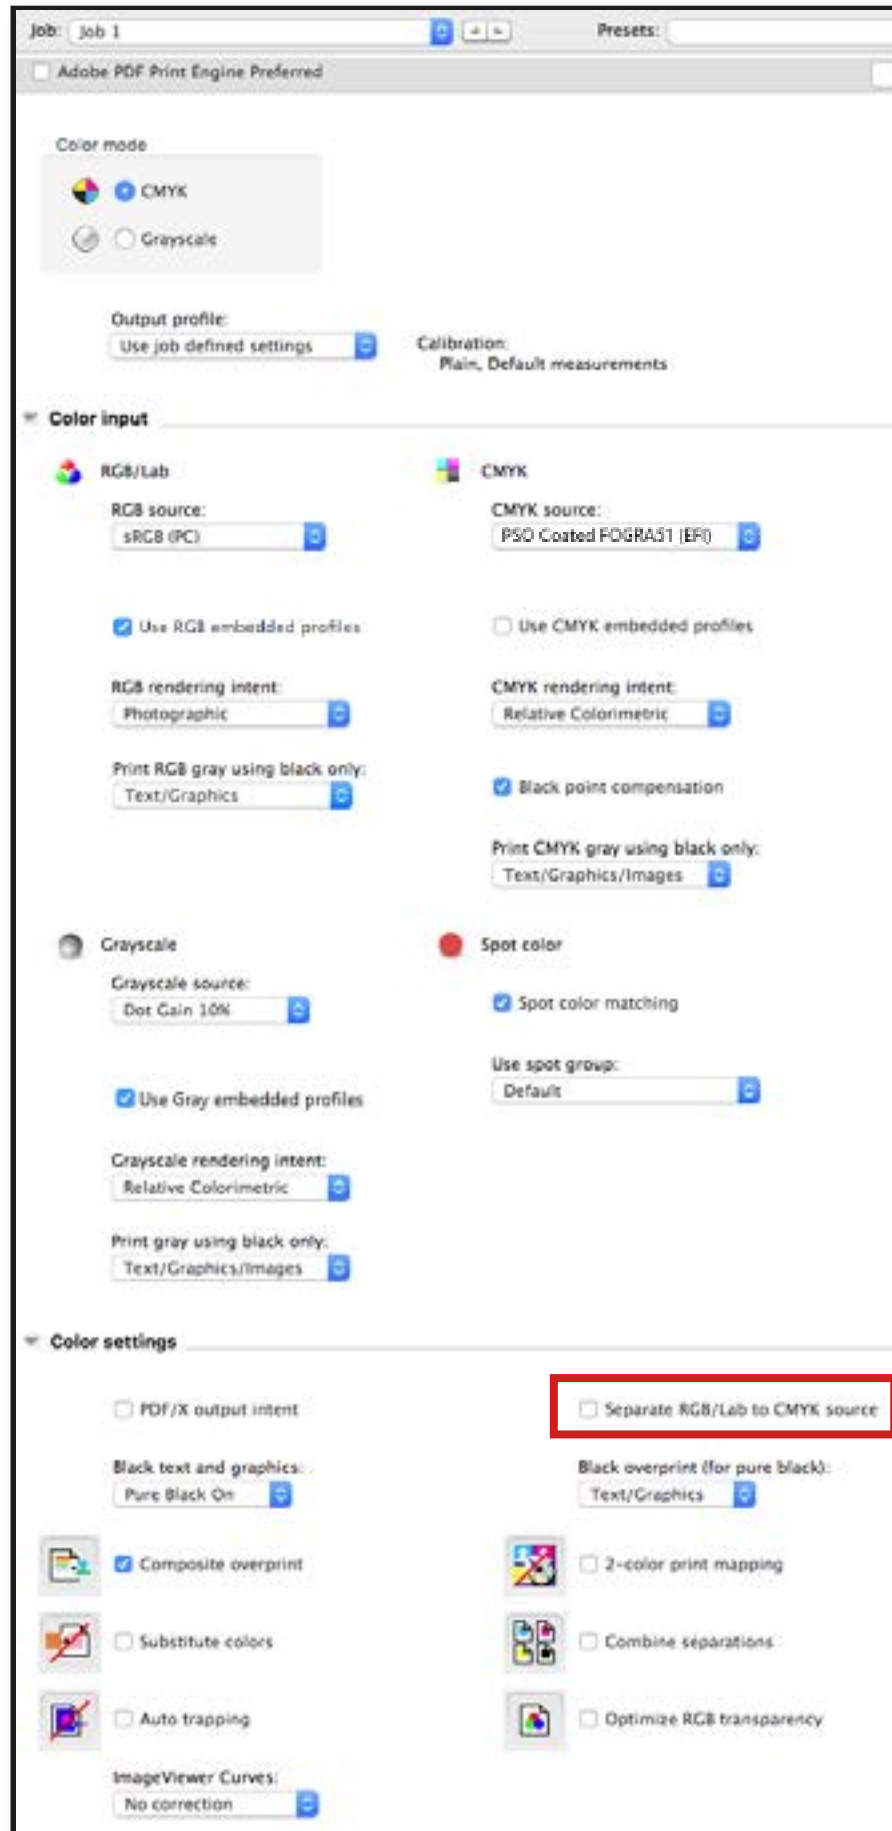 Job: Job 1 Presets:
Adobe PDF Print Engine Preferred
Color mode
CMYK
Grayscale
Output profile:
Use job defined settings
Calibration:
Plain, Default measurements
Color input
RGB/Lab
RGB source:
sRGB (PC)
Use RGB embedded profiles
RGB rendering intent:
Photographic
Print RGB gray using black only:
Text/Graphics
CMYK
CMYK source:
PSO Coated FOGRA51 (EFI)
Use CMYK embedded profiles
CMYK rendering intent:
Relative Colorimetric
Black point compensation
Print CMYK gray using black only:
Text/Graphics/Images
Grayscale
Grayscale source:
Dot Gain 10%
Use Gray embedded profiles
Grayscale rendering intent:
Relative Colorimetric
Print gray using black only:
Text/Graphics/Images
Spot color
Spot color matching
Use spot group:
Default
Color settings
PDF/X output intent
Separate RGB/Lab to CMYK source
Black text and graphics:
Pure Black On
Black overprint (for pure black):
Text/Graphics
Composite overprint
2-color print mapping
Substitute colors
Combine separations
Auto trapping
Optimize RGB transparency
ImageViewer Curves:
No correction